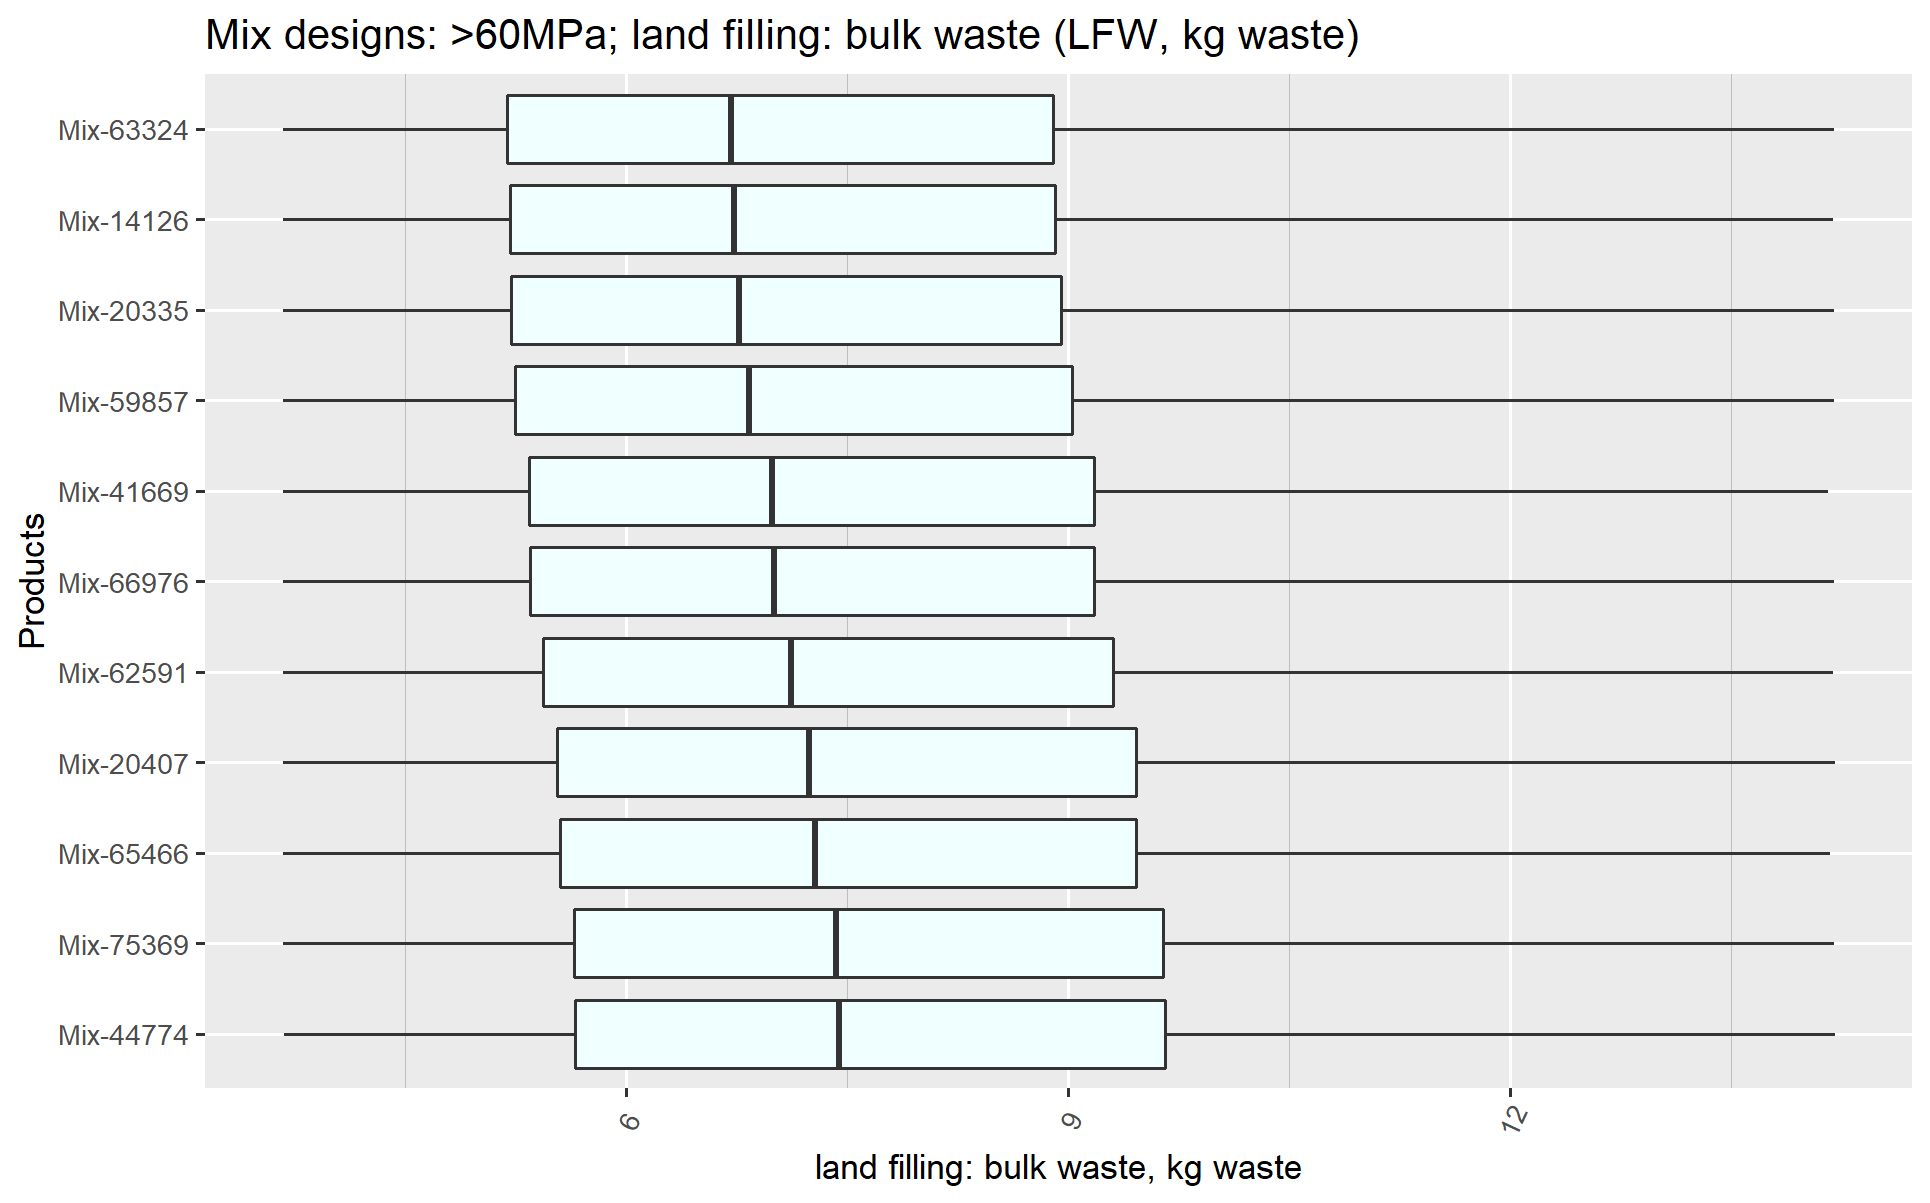 Mix designs: >60MPa; land filling: bulk waste (LFW, kg waste)
Products
Mix-63324
Mix-14126
Mix-20335
Mix-59857
Mix-41669
Mix-66976
Mix-62591
Mix-20407
Mix-65466
Mix-75369
Mix-44774
6
9
12
land filling: bulk waste, kg waste